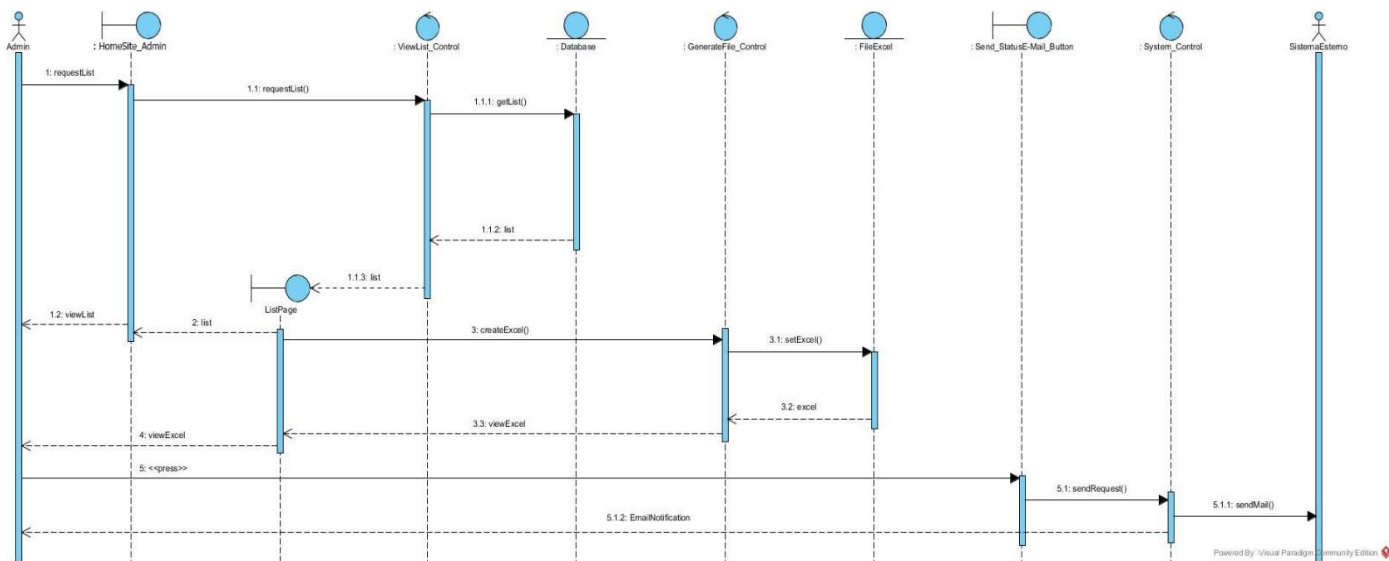 Admin
: HomeSite_Admin
: ViewList_Control
: Database
: GenerateFile_Control
: FileExcel
: Send_StatusE-Mail_Button
: System_Control
SistemaEsterno
1: requestList
1.1: requestList()
1.1.1: getList()
1.1.2: list
1.1.3: list
ListPage
1.2: viewList
2: list
3: createExcel()
3.1: setExcel()
3.2: excel
3.3: viewExcel
4: viewExcel
5: <<press>>
5.1: sendRequest()
5.1.1: sendMail()
5.1.2: EmailNotification
Powered By Visual Paradigm Community Edition